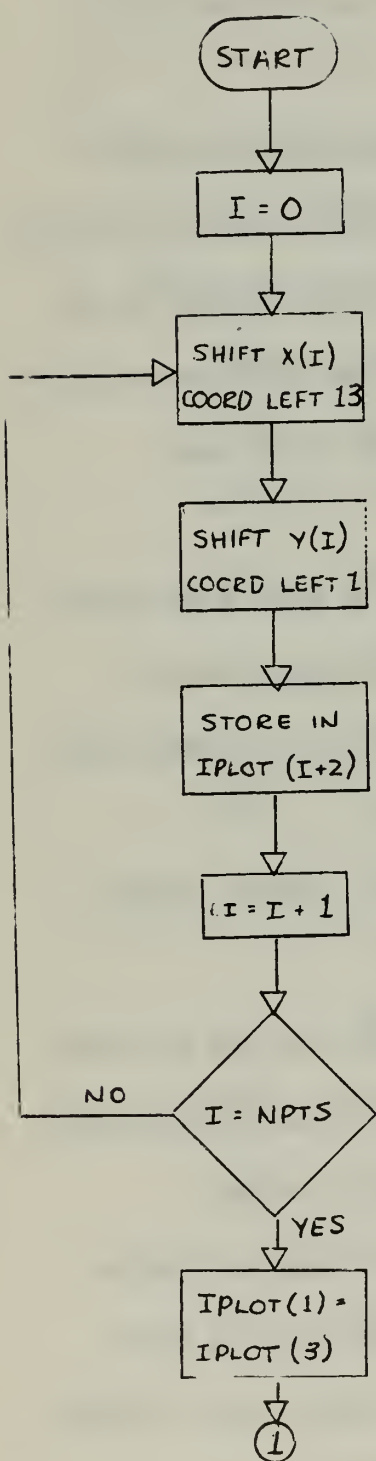 START
I = 0
SHIFT X(I)
COORD LEFT 13
SHIFT Y(I)
COORD LEFT 1
STORE IN
IPLOT (I+2)
I = I + 1
I = NPTS
NO
YES
IPLOT(1) =
IPLOT (3)
1